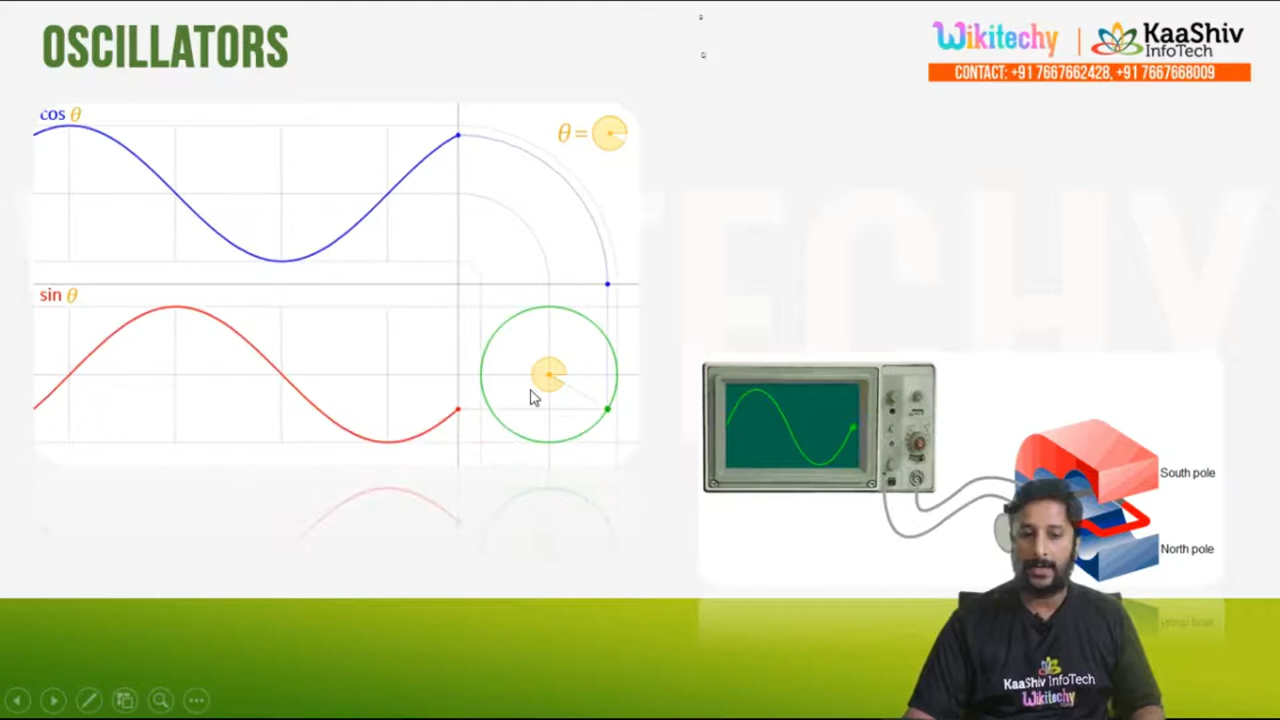 OSCILLATORS
Wikitechy | KaaShiv
InfoTech
CONTACT: +91 7667662428, +91 7667668009
cos θ
θ =
sin θ
South pole
North pole
KaaShiv InfoTech
Wikitechy